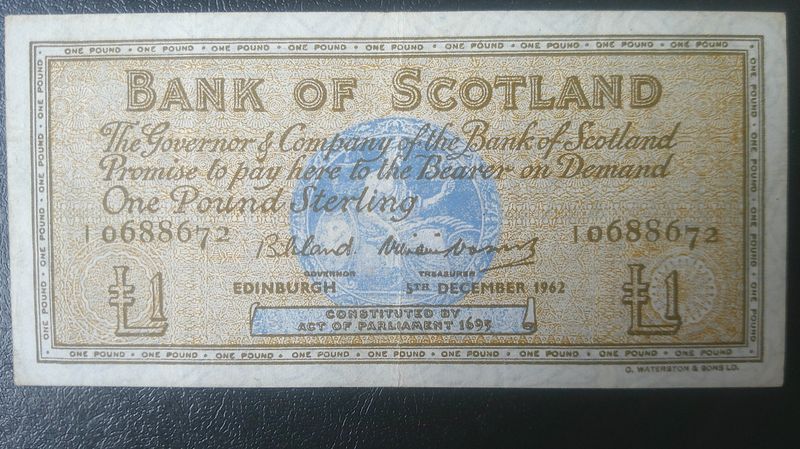 ONE POUND · ONE POUND · ONE POUND · ONE POUND · ONE POUND · ONE POUND · ONE POUND · ONE POUND · ONE POUND
BANK OF SCOTLAND
The Governor & Company of the Bank of Scotland
Promise to pay here to the Bearer on Demand
One Pound Sterling
1 0688672 1 0688672
GOVERNOR TREASURER
EDINBURGH 5TH DECEMBER 1962
£1 £1
CONSTITUTED BY
ACT OF PARLIAMENT 1695
ONE POUND · ONE POUND · ONE POUND · ONE POUND · ONE POUND · ONE POUND · ONE POUND · ONE POUND · ONE POUND
G. WATERSTON & SONS LD.